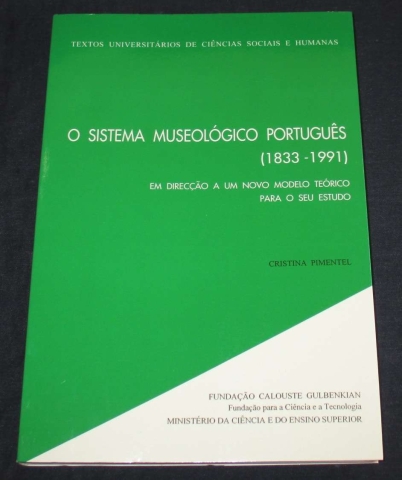 TEXTOS UNIVERSITÁRIOS DE CIÊNCIAS SOCIAIS E HUMANAS
O SISTEMA MUSEOLÓGICO PORTUGUÊS
(1833 -1991)
EM DIRECÇÃO A UM NOVO MODELO TEÓRICO
PARA O SEU ESTUDO
CRISTINA PIMENTEL
FUNDAÇÃO CALOUSTE GULBENKIAN
Fundação para a Ciência e a Tecnologia
MINISTÉRIO DA CIÊNCIA E DO ENSINO SUPERIOR